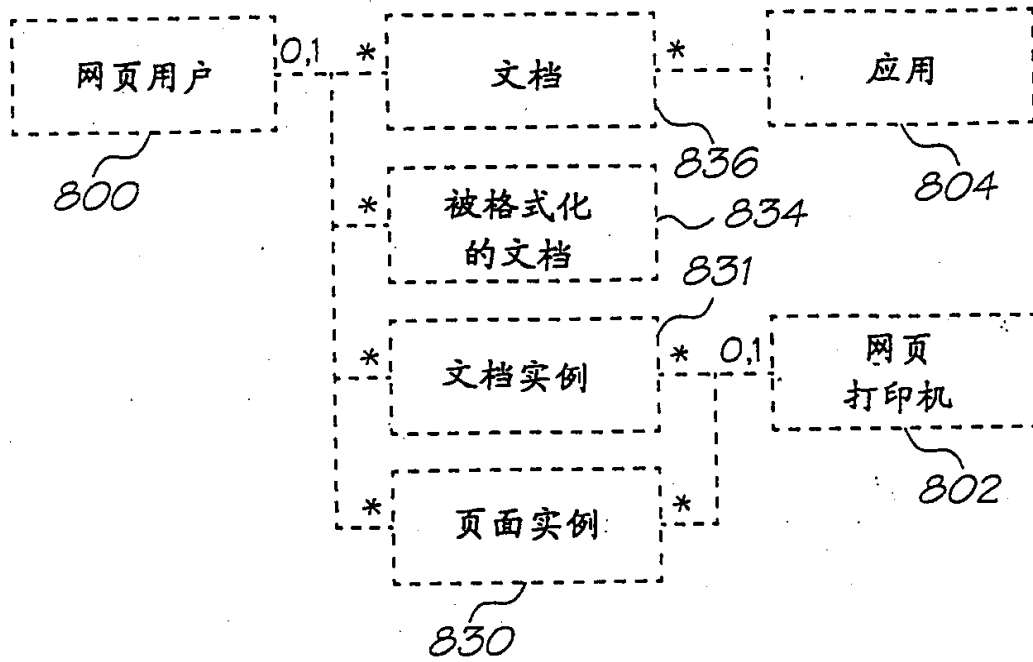 网页用户
0,1
*
文档
*
应用
800
836
804
*
被格式化
的文档
834
831
*
文档实例
*
0,1
网页
打印机
802
*
页面实例
*
830